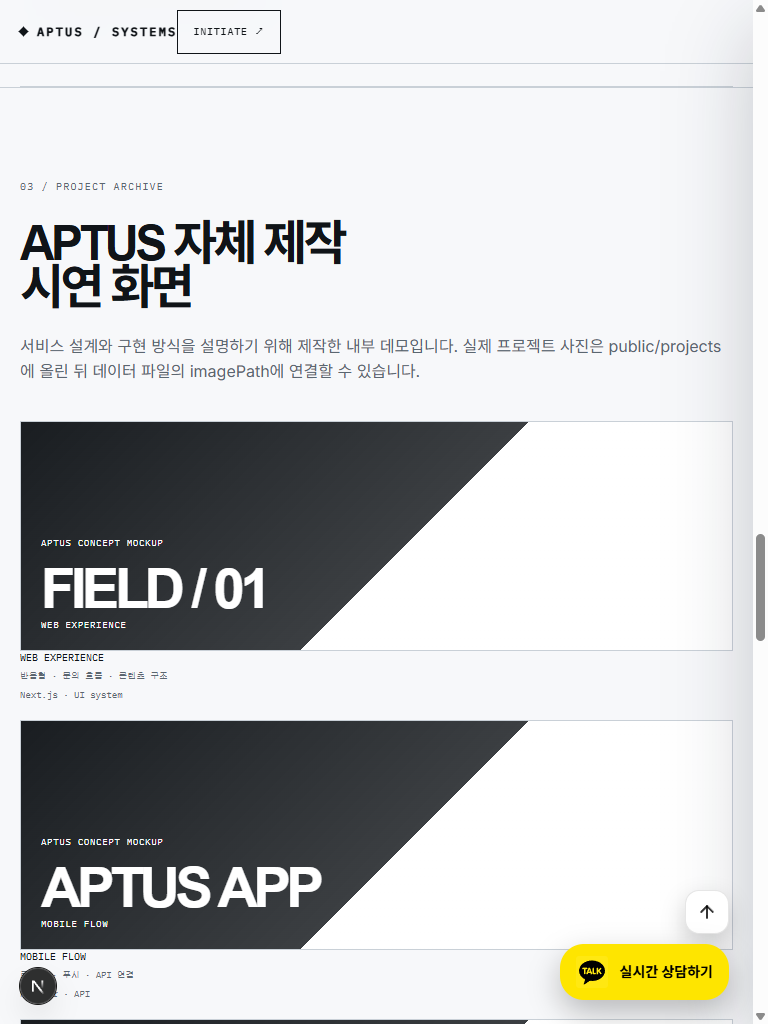 ◆ APTUS / SYSTEMS
INITIATE ↗
03 / PROJECT ARCHIVE
APTUS 자체 제작
시연 화면
서비스 설계와 구현 방식을 설명하기 위해 제작한 내부 데모입니다. 실제 프로젝트 사진은 public/projects
에 올린 뒤 데이터 파일의 imagePath에 연결할 수 있습니다.
APTUS CONCEPT MOCKUP
FIELD / 01
WEB EXPERIENCE
WEB EXPERIENCE
반응형 · 문의 흐름 · 콘텐츠 구조
Next.js · UI system
APTUS CONCEPT MOCKUP
APTUS APP
MOBILE FLOW
MOBILE FLOW
푸시 · API 연결
· API
N
TALK
실시간 상담하기